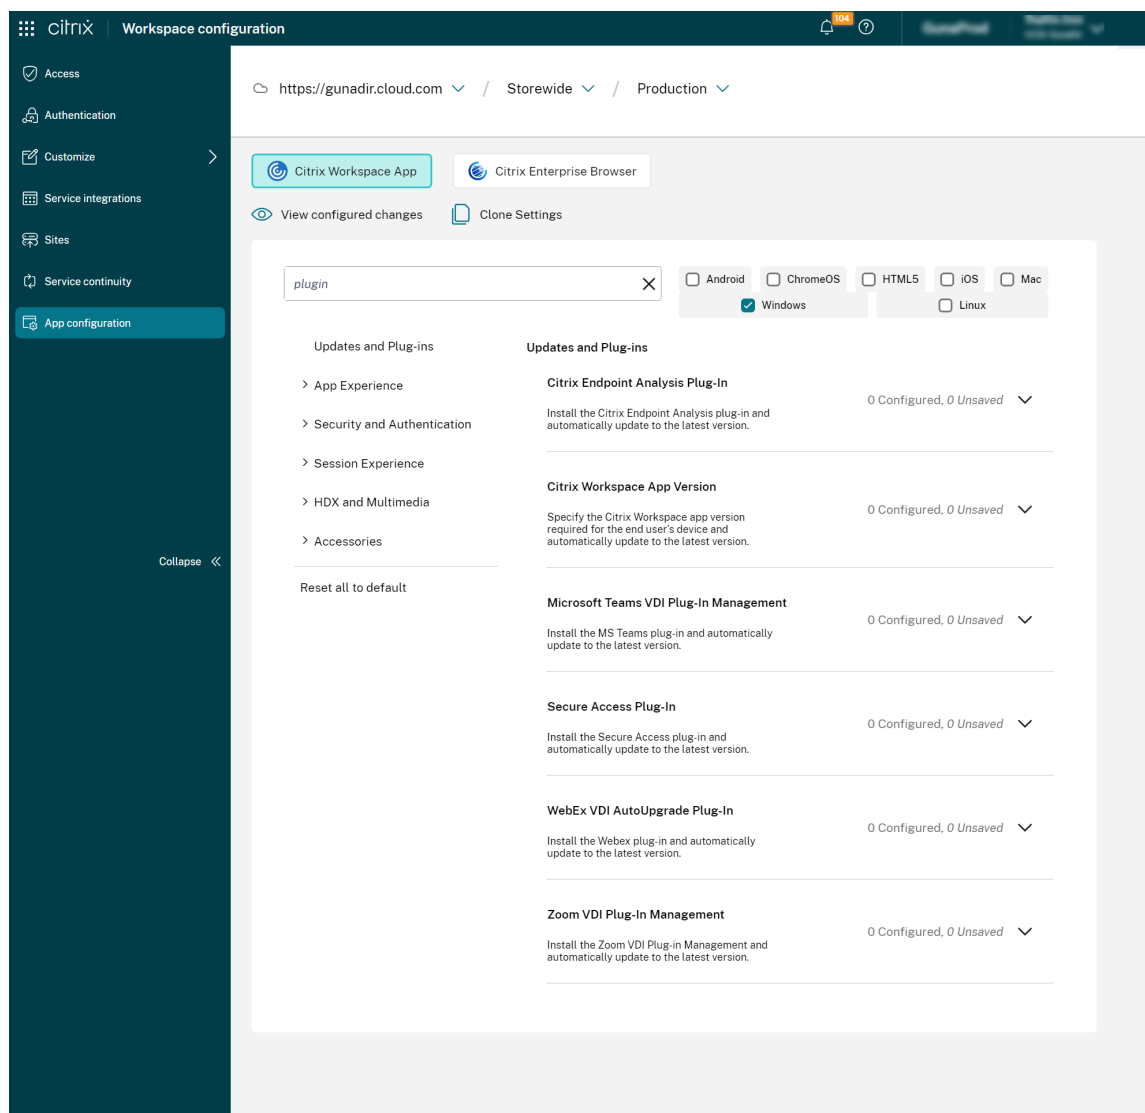 citrix Workspace configuration 104
Access
Authentication
Customize
Service integrations
Sites
Service continuity
App configuration
Collapse
https://gunadir.cloud.com / Storewide / Production
Citrix Workspace App Citrix Enterprise Browser
View configured changes Clone Settings
plugin
Android ChromeOS HTML5 iOS Mac
Windows Linux
Updates and Plug-ins
App Experience
Security and Authentication
Session Experience
HDX and Multimedia
Accessories
Reset all to default
Updates and Plug-ins
Citrix Endpoint Analysis Plug-In
Install the Citrix Endpoint Analysis plug-in and
automatically update to the latest version.
0 Configured, 0 Unsaved
Citrix Workspace App Version
Specify the Citrix Workspace app version
required for the end user's device and
automatically update to the latest version.
0 Configured, 0 Unsaved
Microsoft Teams VDI Plug-In Management
Install the MS Teams plug-in and automatically
update to the latest version.
0 Configured, 0 Unsaved
Secure Access Plug-In
Install the Secure Access plug-in and
automatically update to the latest version.
0 Configured, 0 Unsaved
WebEx VDI AutoUpgrade Plug-In
Install the Webex plug-in and automatically
update to the latest version.
0 Configured, 0 Unsaved
Zoom VDI Plug-In Management
Install the Zoom VDI Plug-in Management and
automatically update to the latest version.
0 Configured, 0 Unsaved